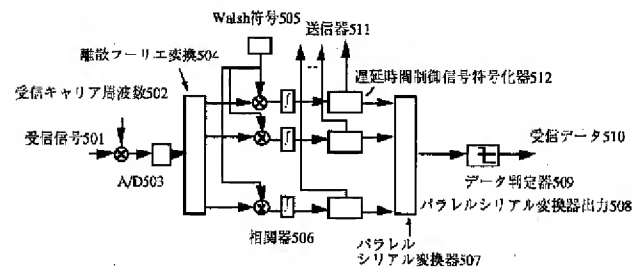 Walsh符号505
送信器511
離散フーリエ変換504
遅延時間制御信号符号化器512
受信キャリア周波数502
受信信号501
受信データ510
A/D503
データ判定器509
パラレルシリアル変換器出力508
相関器506
パラレル
シリアル変換器507